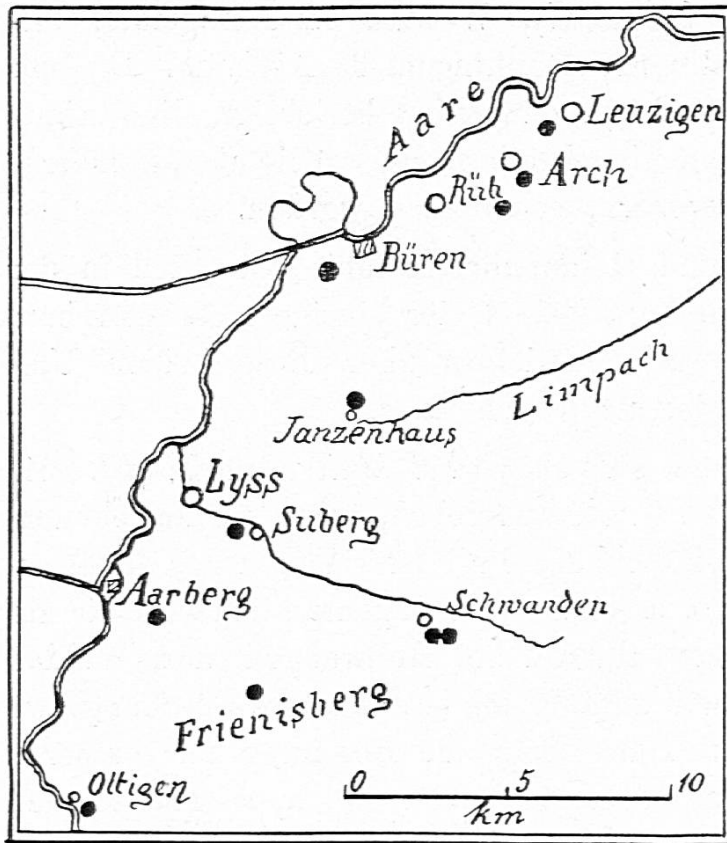 Aare
Leuzigen
Arch
Rüti
Büren
Limpach
Janzenhaus
Lyss
Suberg
Aarberg
Schwanden
Frienisberg
Oltigen
0 5 10
km